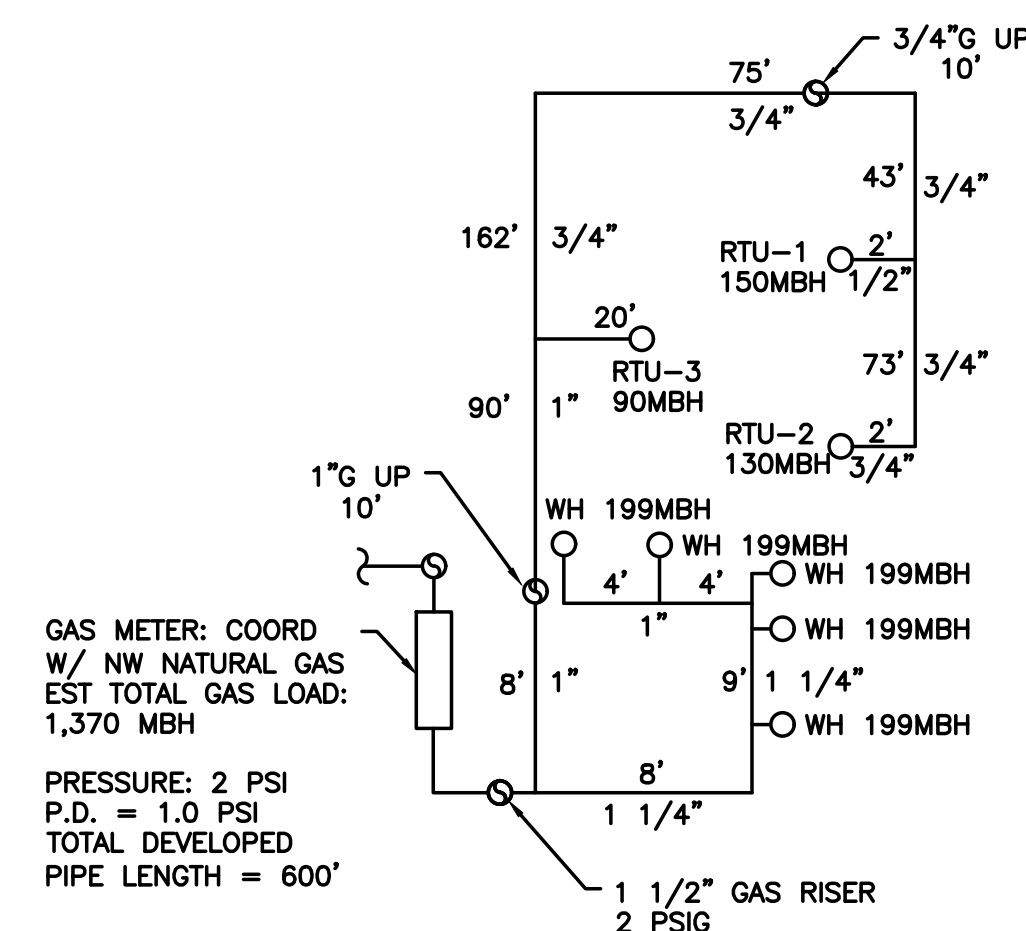 3/4"G UP
10'
75'
3/4"
43'
3/4"
162'
3/4"
RTU-1
150MBH
2'
1/2"
20'
RTU-3
90MBH
73'
3/4"
90'
1"
RTU-2
130MBH
2'
3/4"
1"G UP
10'
WH 199MBH
WH 199MBH
WH 199MBH
4'
4'
1"
WH 199MBH
GAS METER: COORD
W/ NW NATURAL GAS
EST TOTAL GAS LOAD:
1,370 MBH
8'
1"
9'
1 1/4"
WH 199MBH
PRESSURE: 2 PSI
P.D. = 1.0 PSI
TOTAL DEVELOPED
PIPE LENGTH = 600'
8'
1 1/4"
1 1/2" GAS RISER
2 PSIG